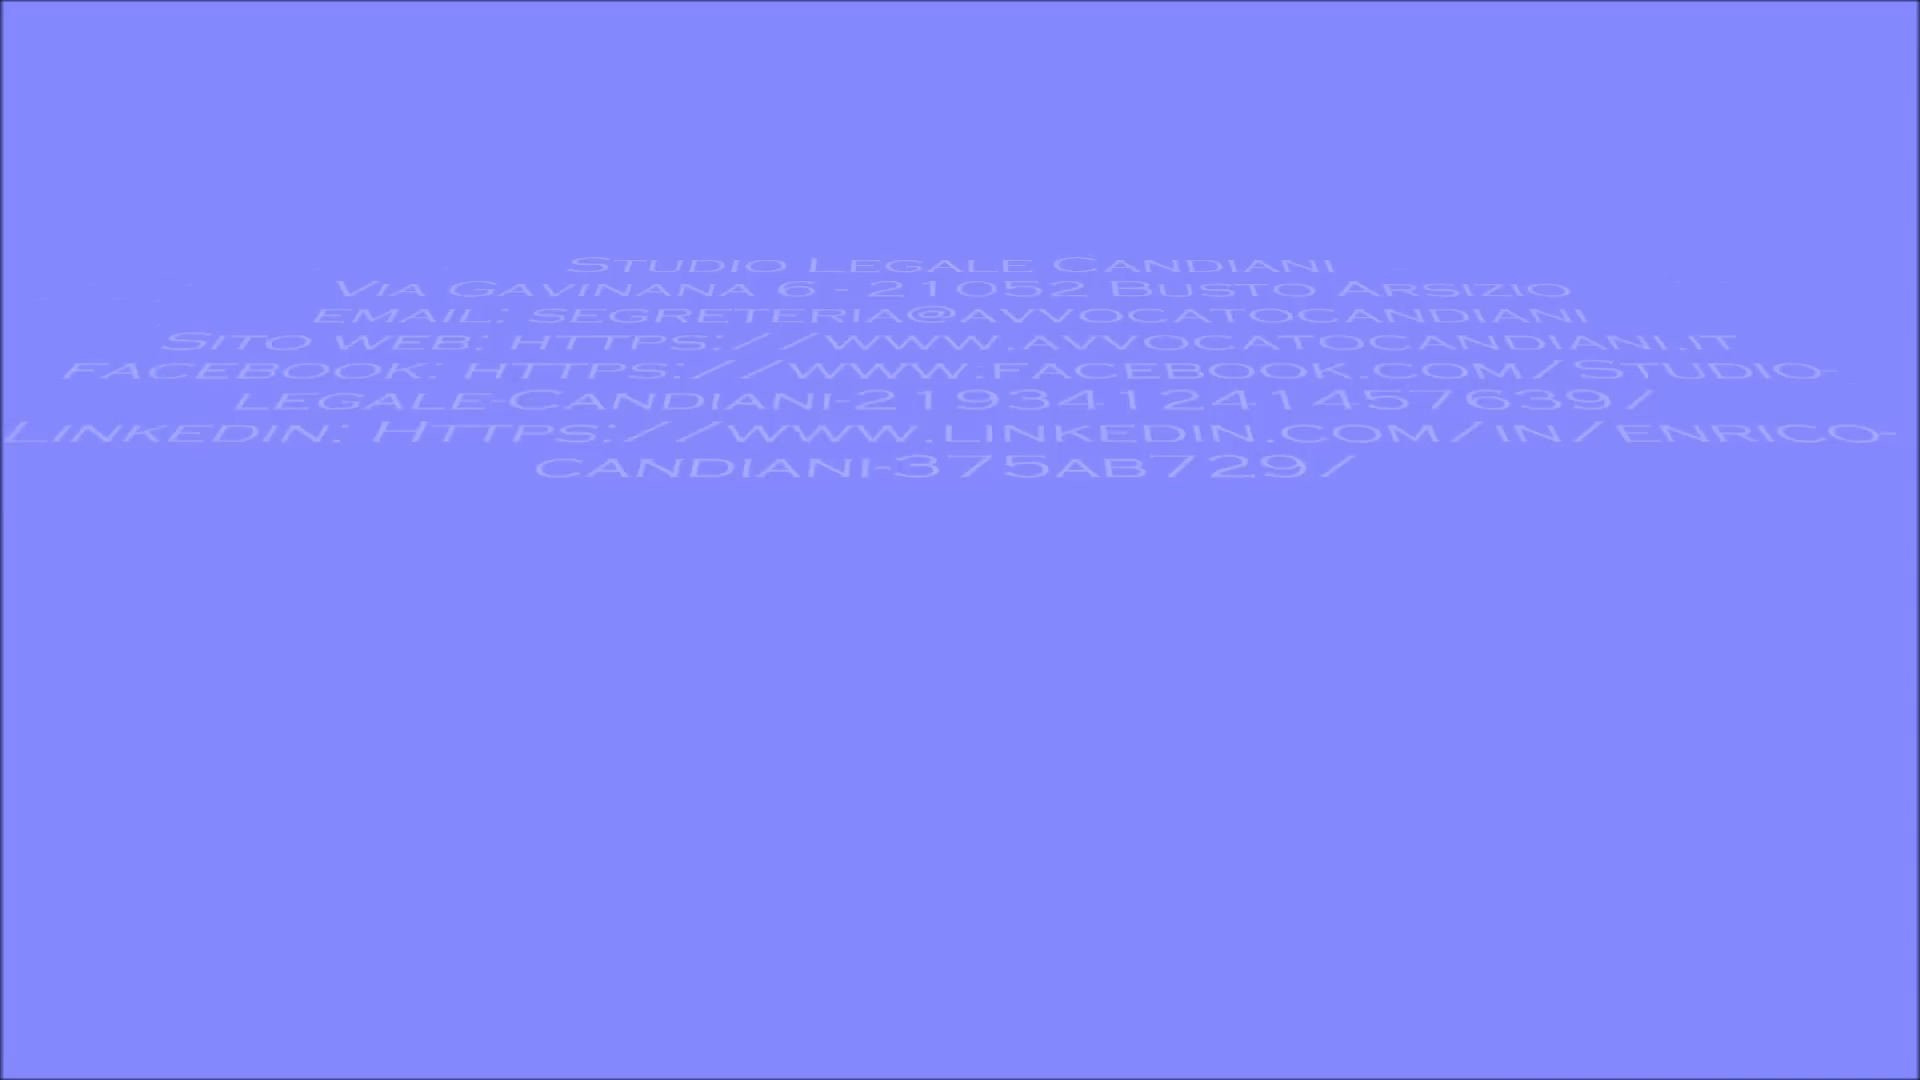 Studio Legale Candiani
Via Gavinana 6 - 21052 Busto Arsizio
email: segreteria@avvocatocandiani
Sito web: https://www.avvocatocandiani.it
facebook: https://www.facebook.com/Studio-
legale-Candiani-219341241457639/
Linkedin: Https://www.linkedin.com/in/enrico-
candiani-375ab729/